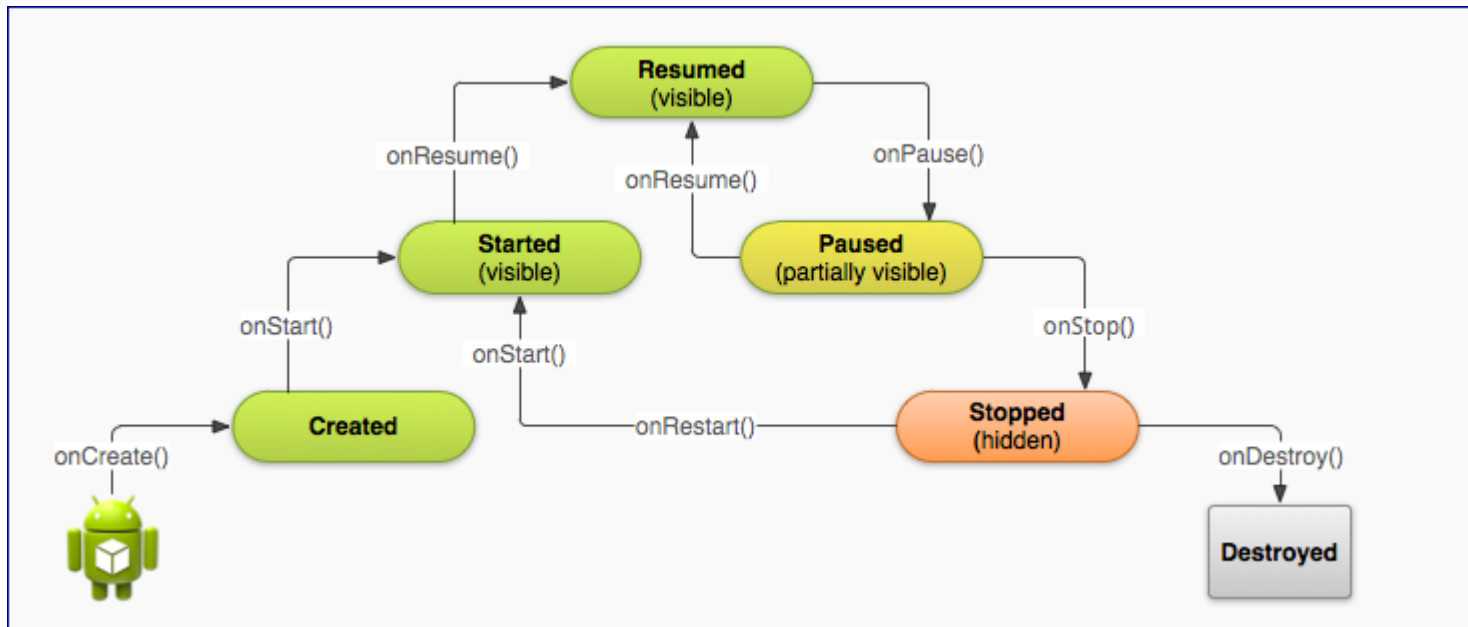 Resumed
(visible)
onResume()
onPause()
onResume()
Started
(visible)
Paused
(partially visible)
onStart()
onStart()
onStop()
Created
onRestart()
Stopped
(hidden)
onCreate()
onDestroy()
Destroyed